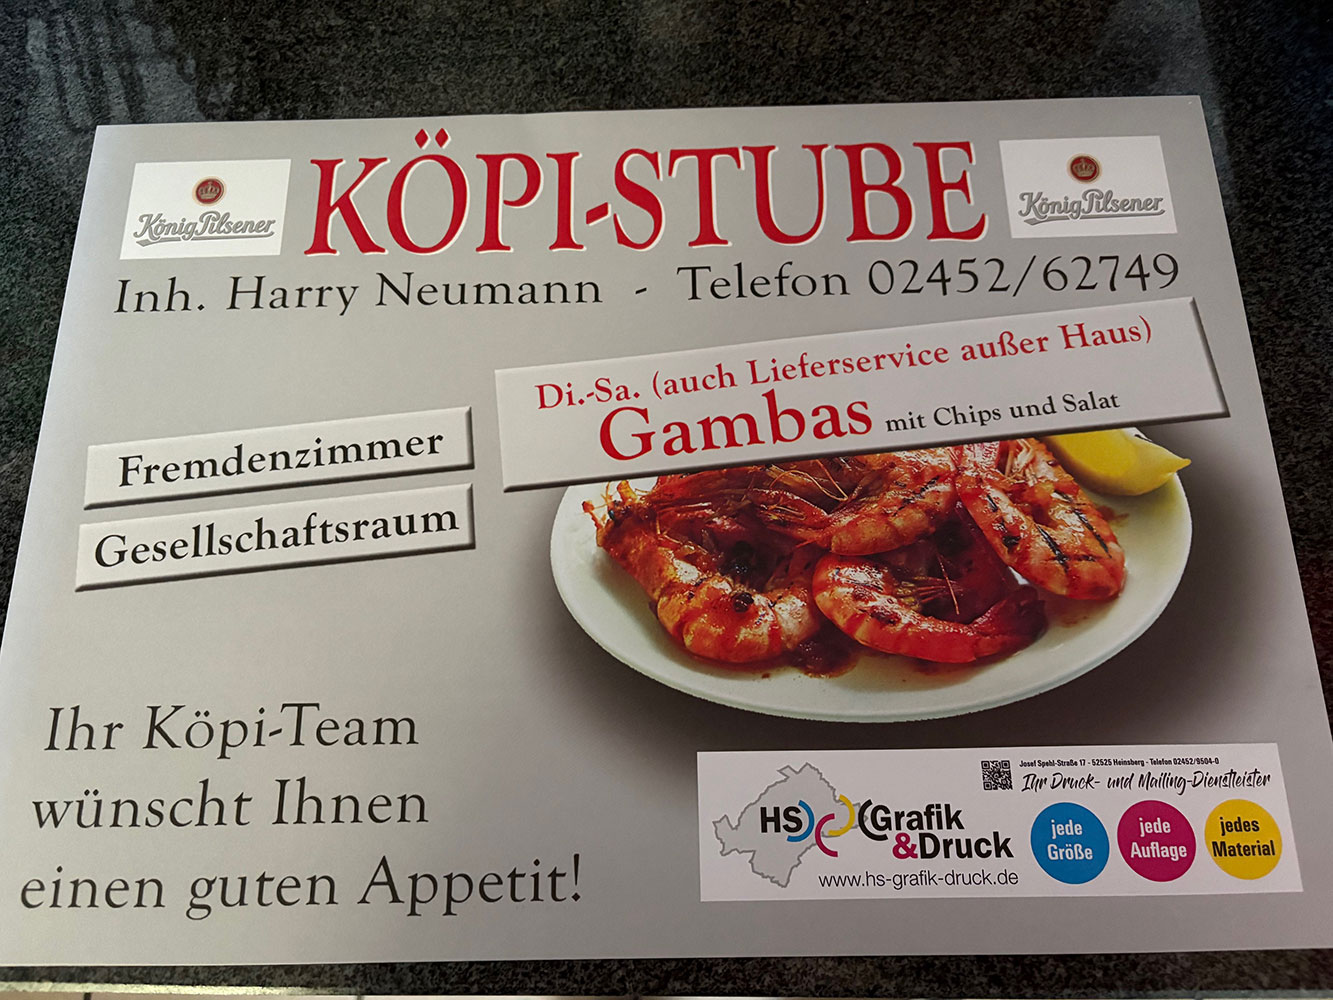 König Pilsener
KÖPI-STUBE
König Pilsener
Inh. Harry Neumann - Telefon 02452/62749
Di.-Sa. (auch Lieferservice außer Haus)
Gambas mit Chips und Salat
Fremdenzimmer
Gesellschaftsraum
Ihr Köpi-Team
wünscht Ihnen
einen guten Appetit!
Josef Spehl-Straße 17 - 52525 Heinsberg - Telefon 02452/9504-0
Ihr Druck- und Mailing-Dienstleister
HS Grafik
&Druck
www.hs-grafik-druck.de
jede
Größe
jede
Auflage
jedes
Material